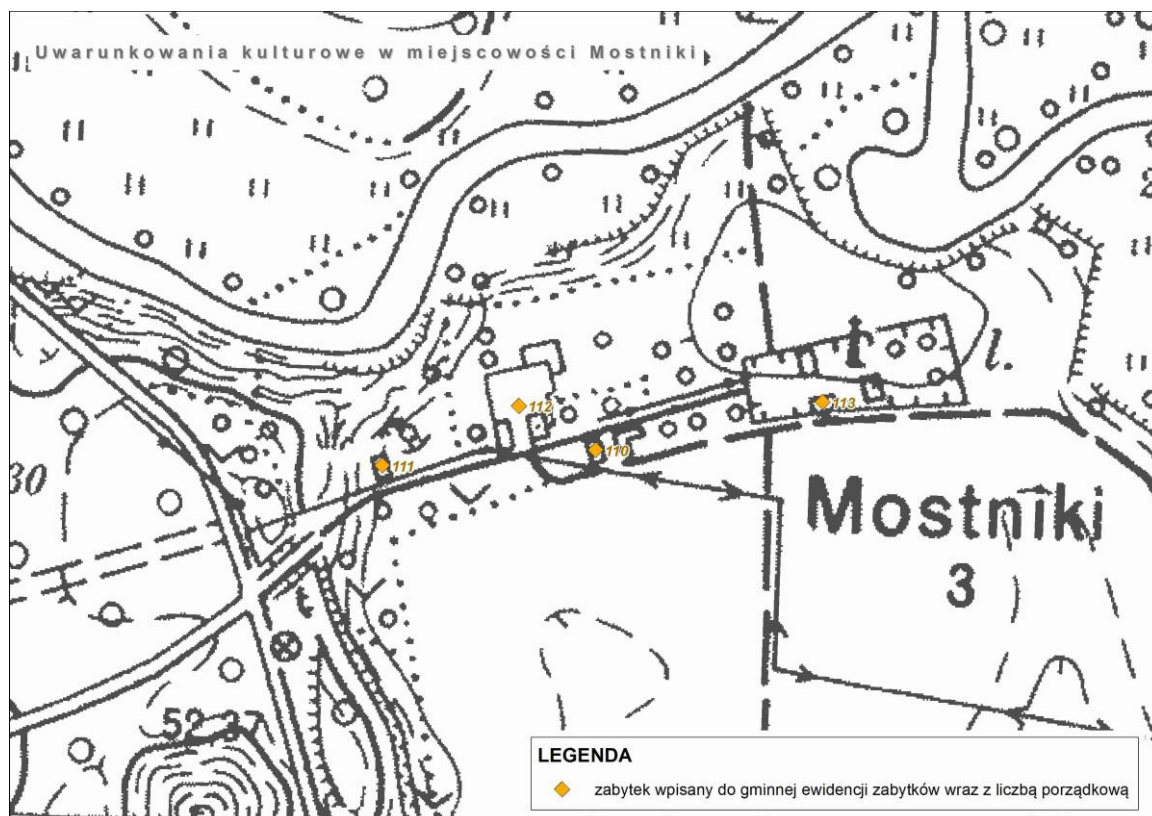 Uwarunkowania kulturowe w miejscowości Mostniki
112
113
110
111
30
l.
Mostniki
3
52.37
LEGENDA
zabytek wpisany do gminnej ewidencji zabytków wraz z liczbą porządkową